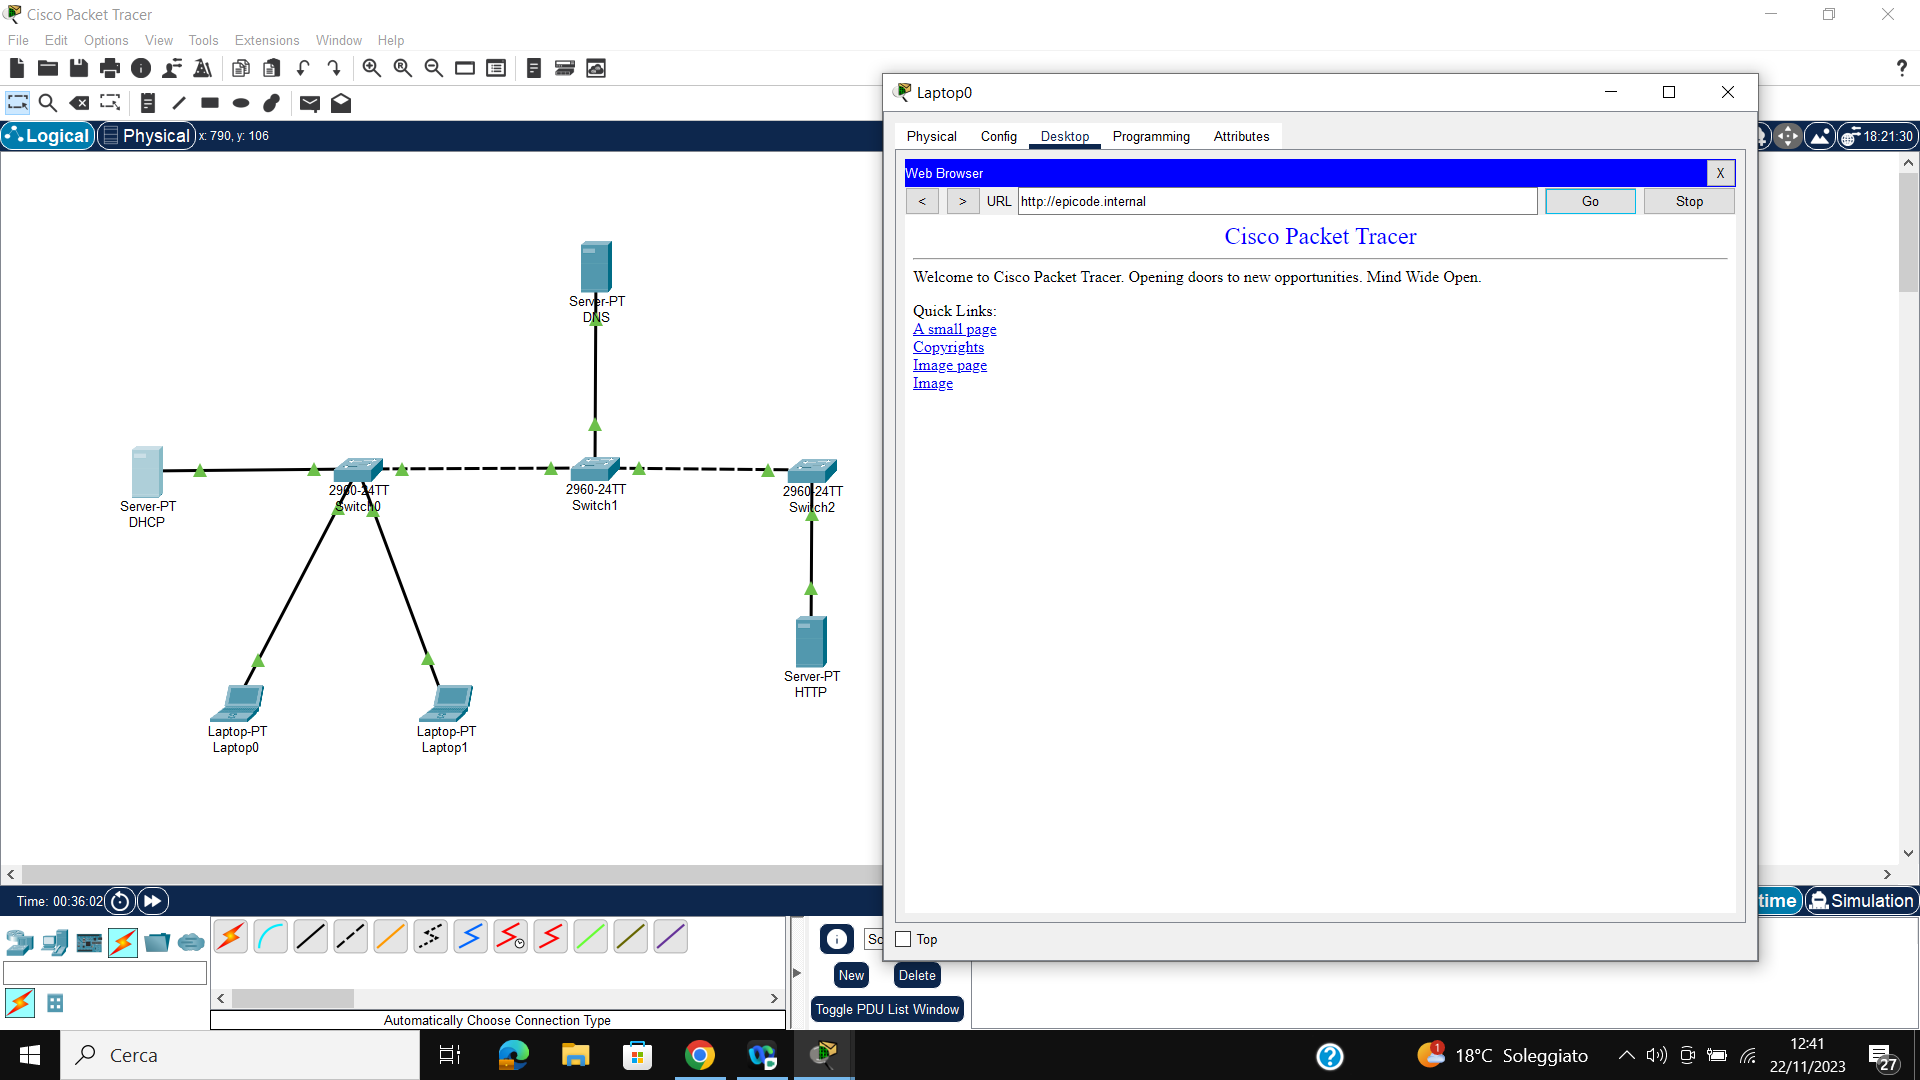 Cisco Packet Tracer
File Edit Options View Tools Extensions Window Help
?
Logical Physical x: 790, y: 106
18:21:30
Laptop0
Physical Config Desktop Programming Attributes
Web Browser X
< > URL http://epicode.internal Go Stop
Cisco Packet Tracer
Welcome to Cisco Packet Tracer. Opening doors to new opportunities. Mind Wide Open.
Quick Links:
A small page
Copyrights
Image page
Image
Top
Server-PT
DNS
Server-PT
DHCP
2960-24TT
Switch0
2960-24TT
Switch1
2960-24TT
Switch2
Server-PT
HTTP
Laptop-PT
Laptop0
Laptop-PT
Laptop1
Time: 00:36:02
time Simulation
Sc
New Delete
Toggle PDU List Window
Automatically Choose Connection Type
Cerca
18°C Soleggiato
12:41
22/11/2023
1
27